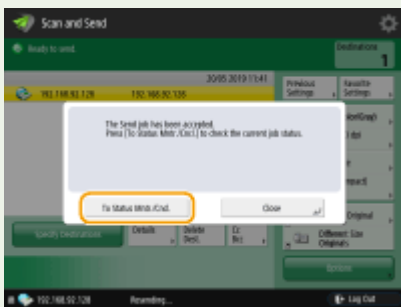 Scan and Send
Ready to send.
Destinations
1
20/05 2019 11:41
Previous
Settings
Favorite
Settings
192.168.92.128 192.168.92.126
The Send job has been accepted.
Press [To Status Mntr./Cncl.] to check the current job status.
To Status Mntr./Cncl.
Close
Original
Specify Destinations
Details
Delete
Dest.
Cc
Bcc
Different Size
Originals
Options
192.168.92.128
Log Out